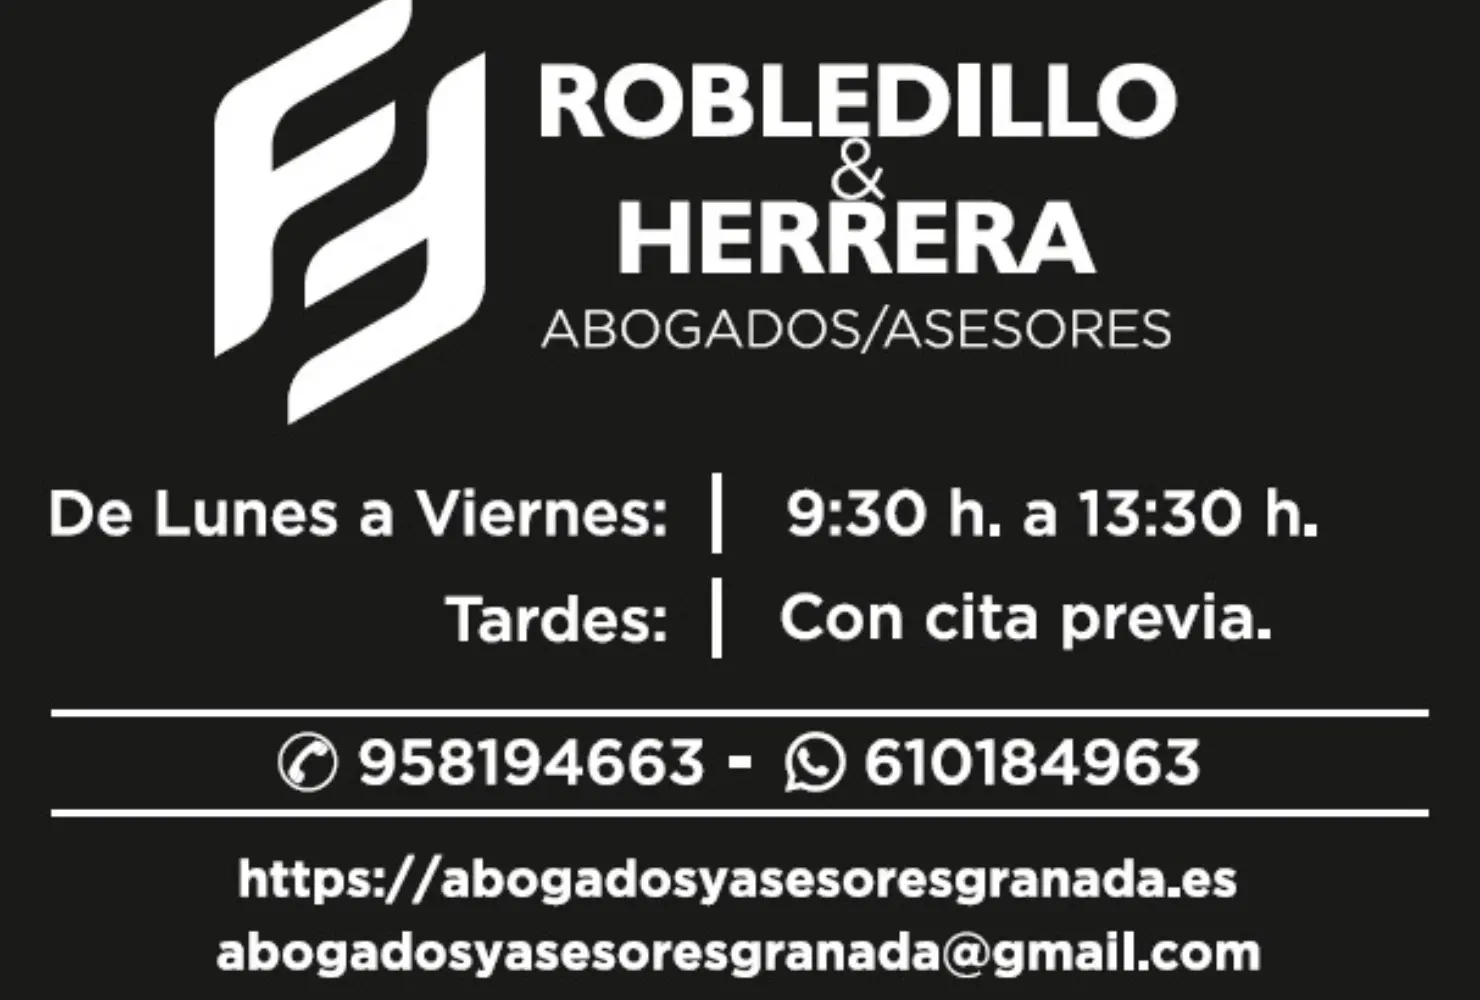 ROBLEDILLO
&
HERRERA
ABOGADOS/ASESORES
De Lunes a Viernes: | 9:30 h. a 13:30 h.
Tardes: | Con cita previa.
958194663 - 610184963
https://abogadosyasesoresgranada.es
abogadosyasesoresgranada@gmail.com